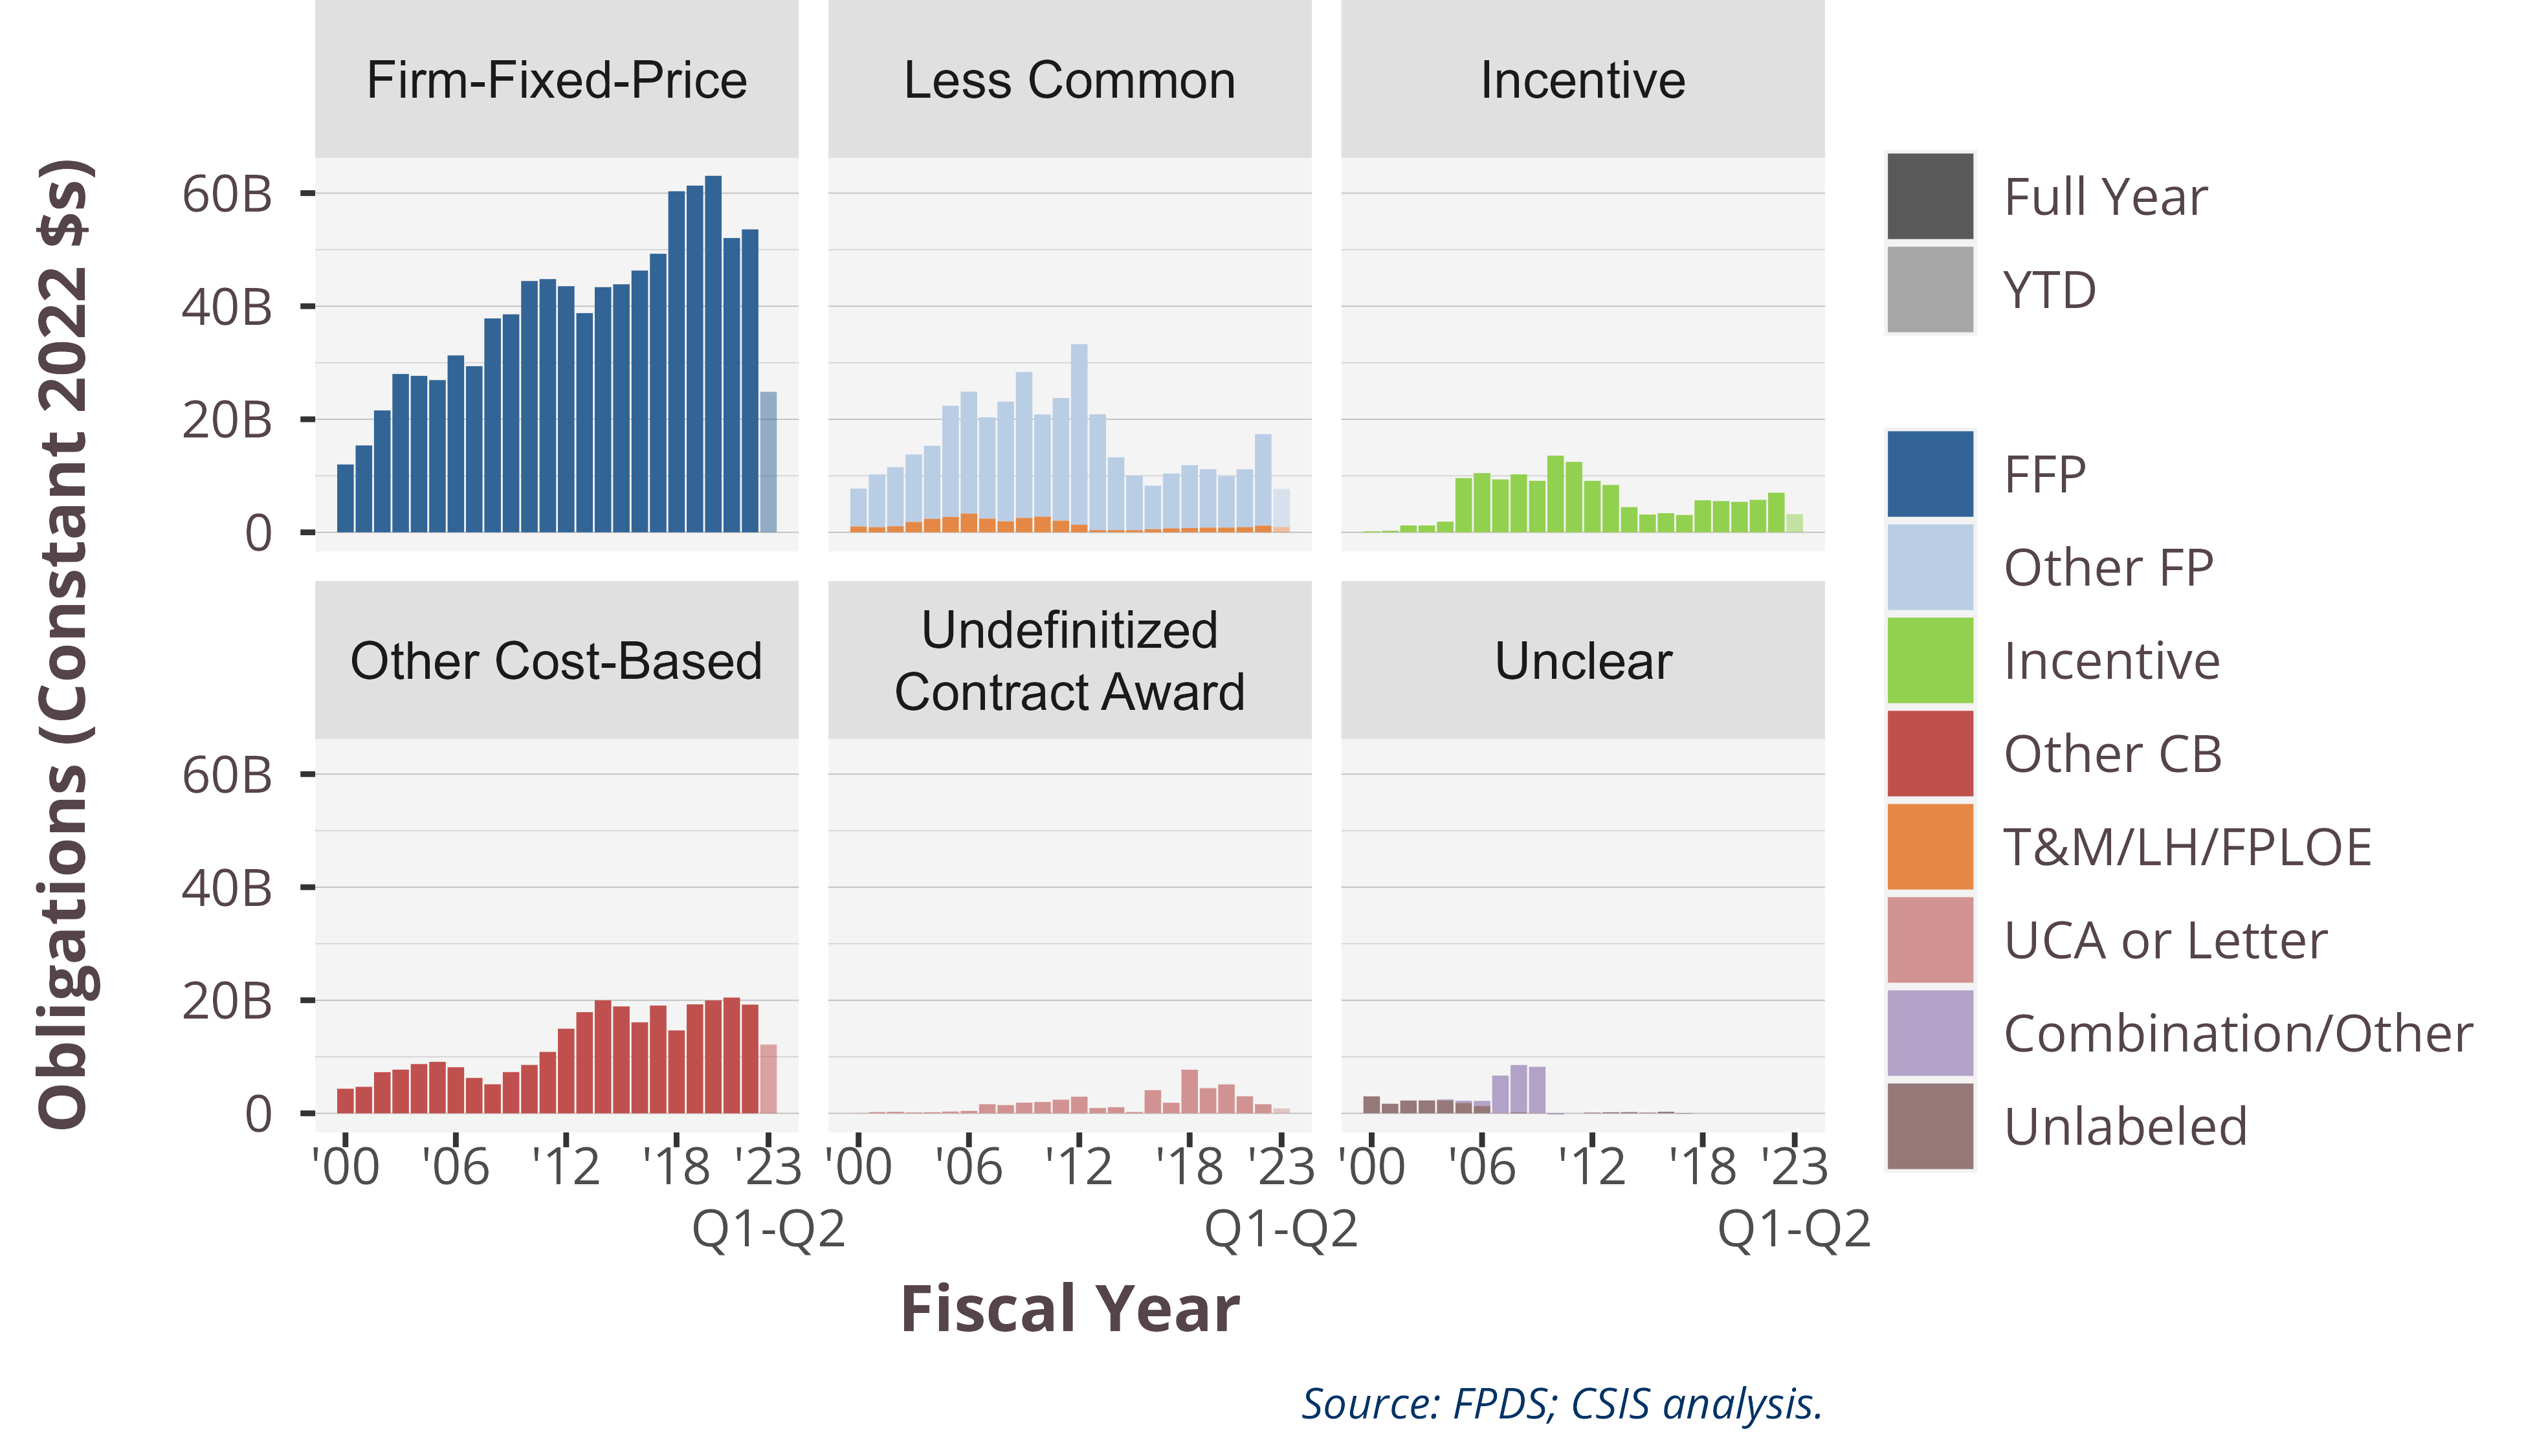 Firm-Fixed-Price
Less Common
Incentive
60B
40B
20B
0
Other Cost-Based
Undefinitized
Contract Award
Unclear
60B
40B
20B
0
'00 '06 '12 '18 '23
Q1-Q2
'00 '06 '12 '18 '23
Q1-Q2
'00 '06 '12 '18 '23
Q1-Q2
Obligations (Constant 2022 $s)
Fiscal Year
Full Year
YTD
FFP
Other FP
Incentive
Other CB
T&M/LH/FPLOE
UCA or Letter
Combination/Other
Unlabeled
Source: FPDS; CSIS analysis.